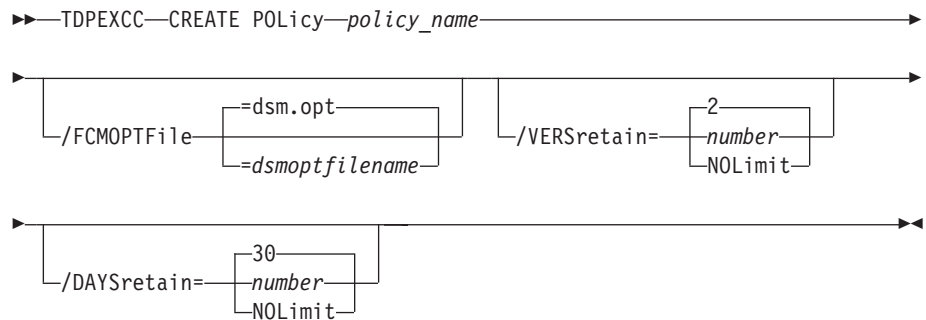 TDPEXCC CREATE POLicy policy_name
=dsm.opt
/FCMOPTFile
=dsmoptfilename
2
/VERSretain= number
NOLimit
30
/DAYSretain= number
NOLimit